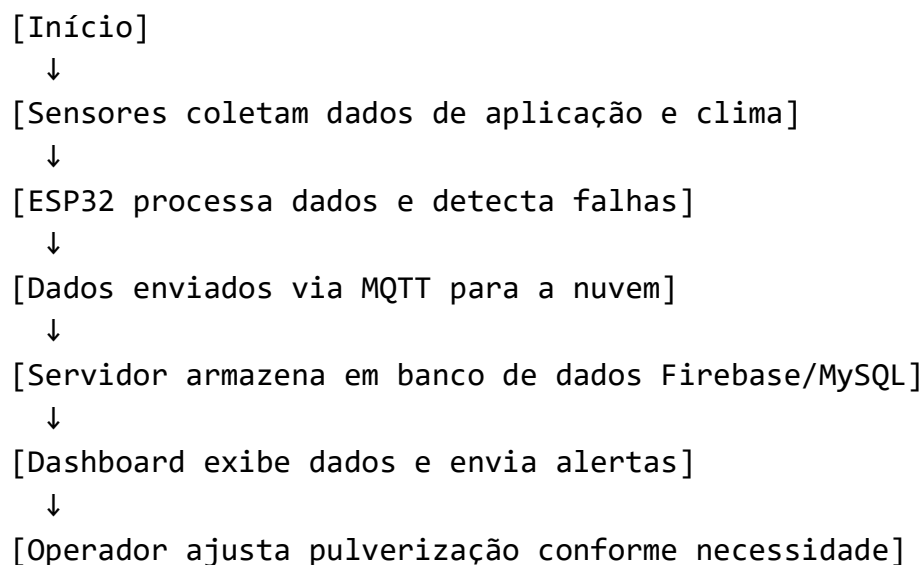 [Início]
↓
[Sensores coletam dados de aplicação e clima]
↓
[ESP32 processa dados e detecta falhas]
↓
[Dados enviados via MQTT para a nuvem]
↓
[Servidor armazena em banco de dados Firebase/MySQL]
↓
[Dashboard exibe dados e envia alertas]
↓
[Operador ajusta pulverização conforme necessidade]